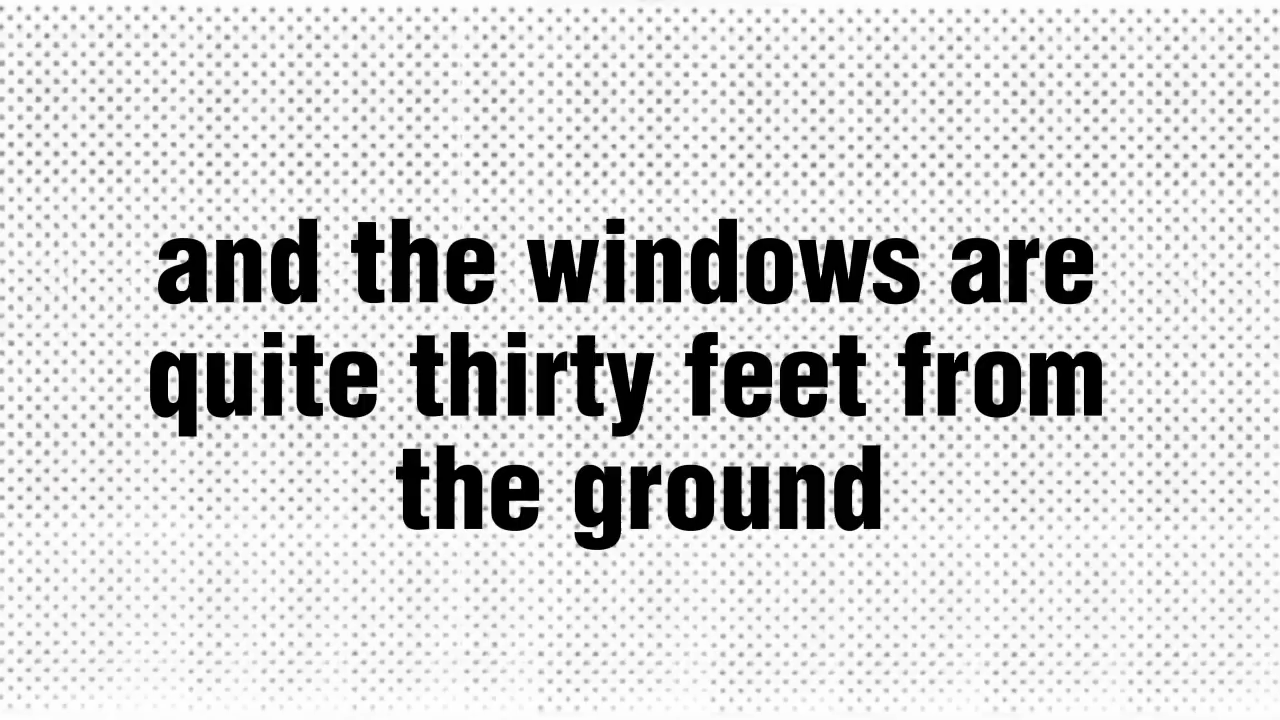 and the windows are
quite thirty feet from
the ground